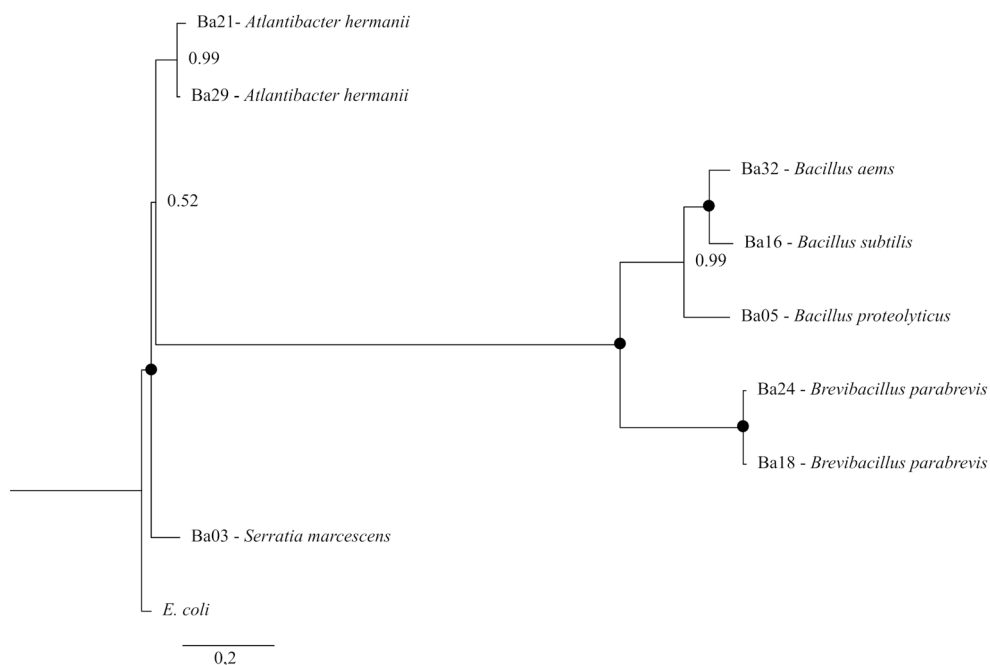 Ba21- Atlantibacter hermanii
0.99
Ba29 - Atlantibacter hermanii
Ba32 - Bacillus aems
0.52
Ba16 - Bacillus subtilis
0.99
Ba05 - Bacillus proteolyticus
Ba24 - Brevibacillus parabrevis
Ba18 - Brevibacillus parabrevis
Ba03 - Serratia marcescens
E. coli
0,2